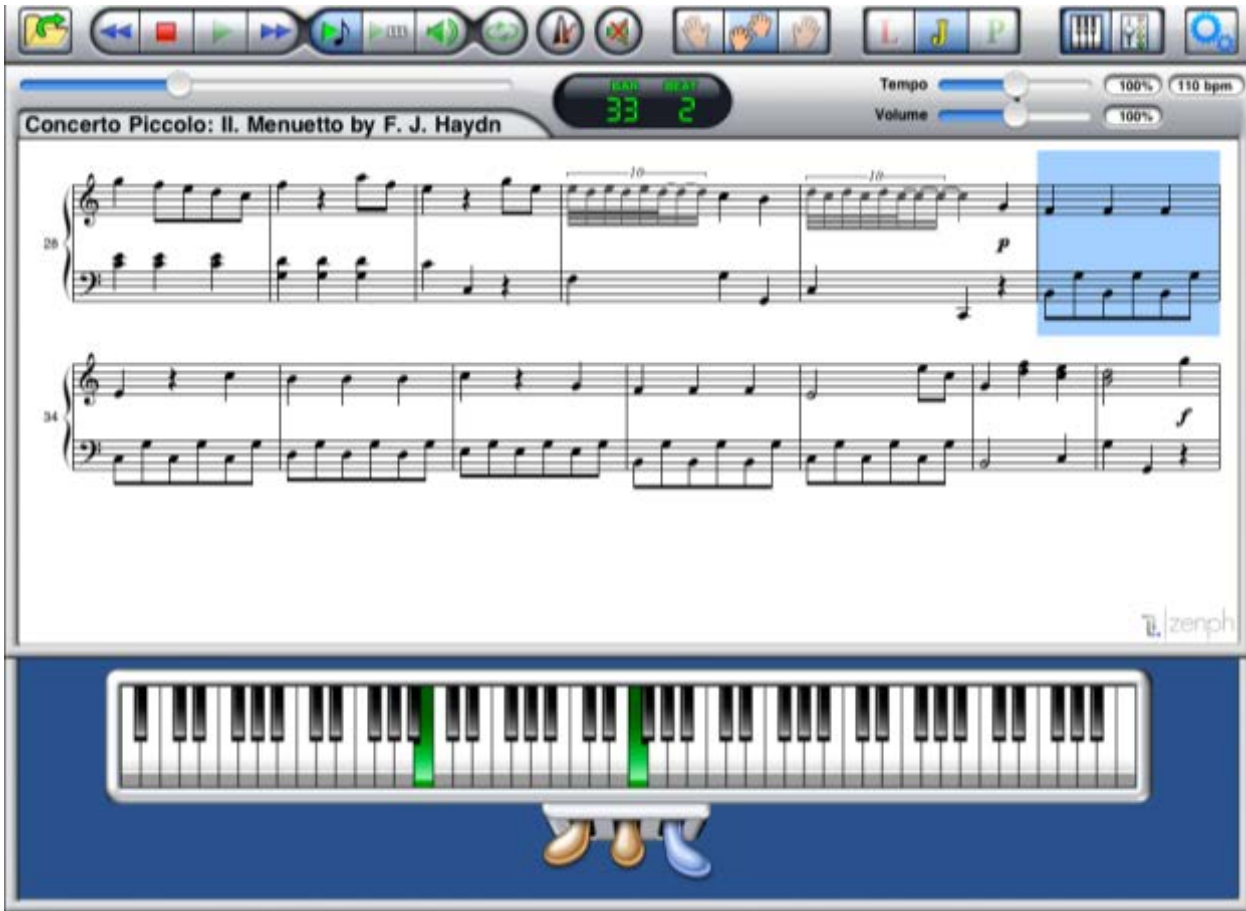 L J P
BAR BEAT
33 2
Tempo 100% 110 bpm
Volume 100%
Concerto Piccolo: II. Menuetto by F. J. Haydn
10 10
28
p
34
f
zenph